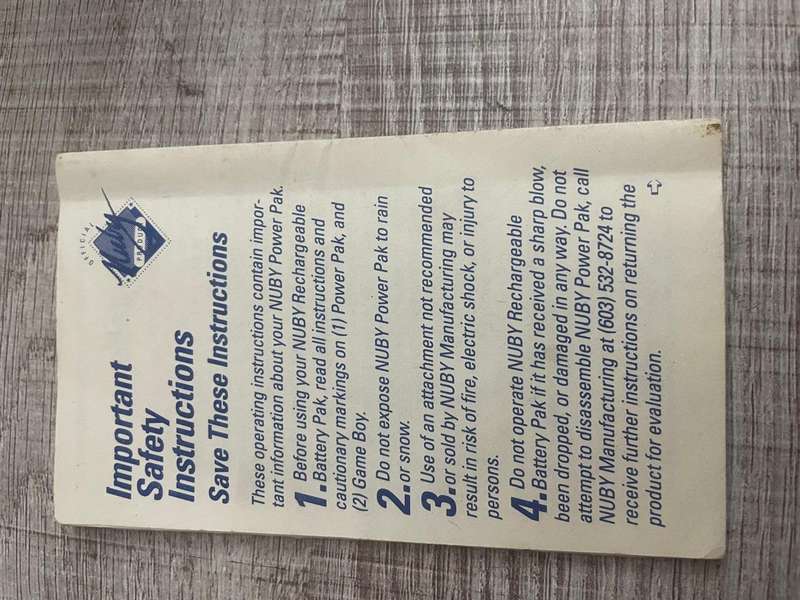 OFFICIAL
Nuby
PRODUCT
Important
Safety
Instructions
Save These Instructions
These operating instructions contain impor-
tant information about your NUBY Power Pak.
1. Before using your NUBY Rechargeable
Battery Pak, read all instructions and
cautionary markings on (1) Power Pak, and
(2) Game Boy.
2. Do not expose NUBY Power Pak to rain
or snow.
3. Use of an attachment not recommended
or sold by NUBY Manufacturing may
result in risk of fire, electric shock, or injury to
persons.
4. Do not operate NUBY Rechargeable
Battery Pak if it has received a sharp blow,
been dropped, or damaged in any way. Do not
attempt to disassemble NUBY Power Pak, call
NUBY Manufacturing at (603) 532-8724 to
receive further instructions on returning the
product for evaluation.